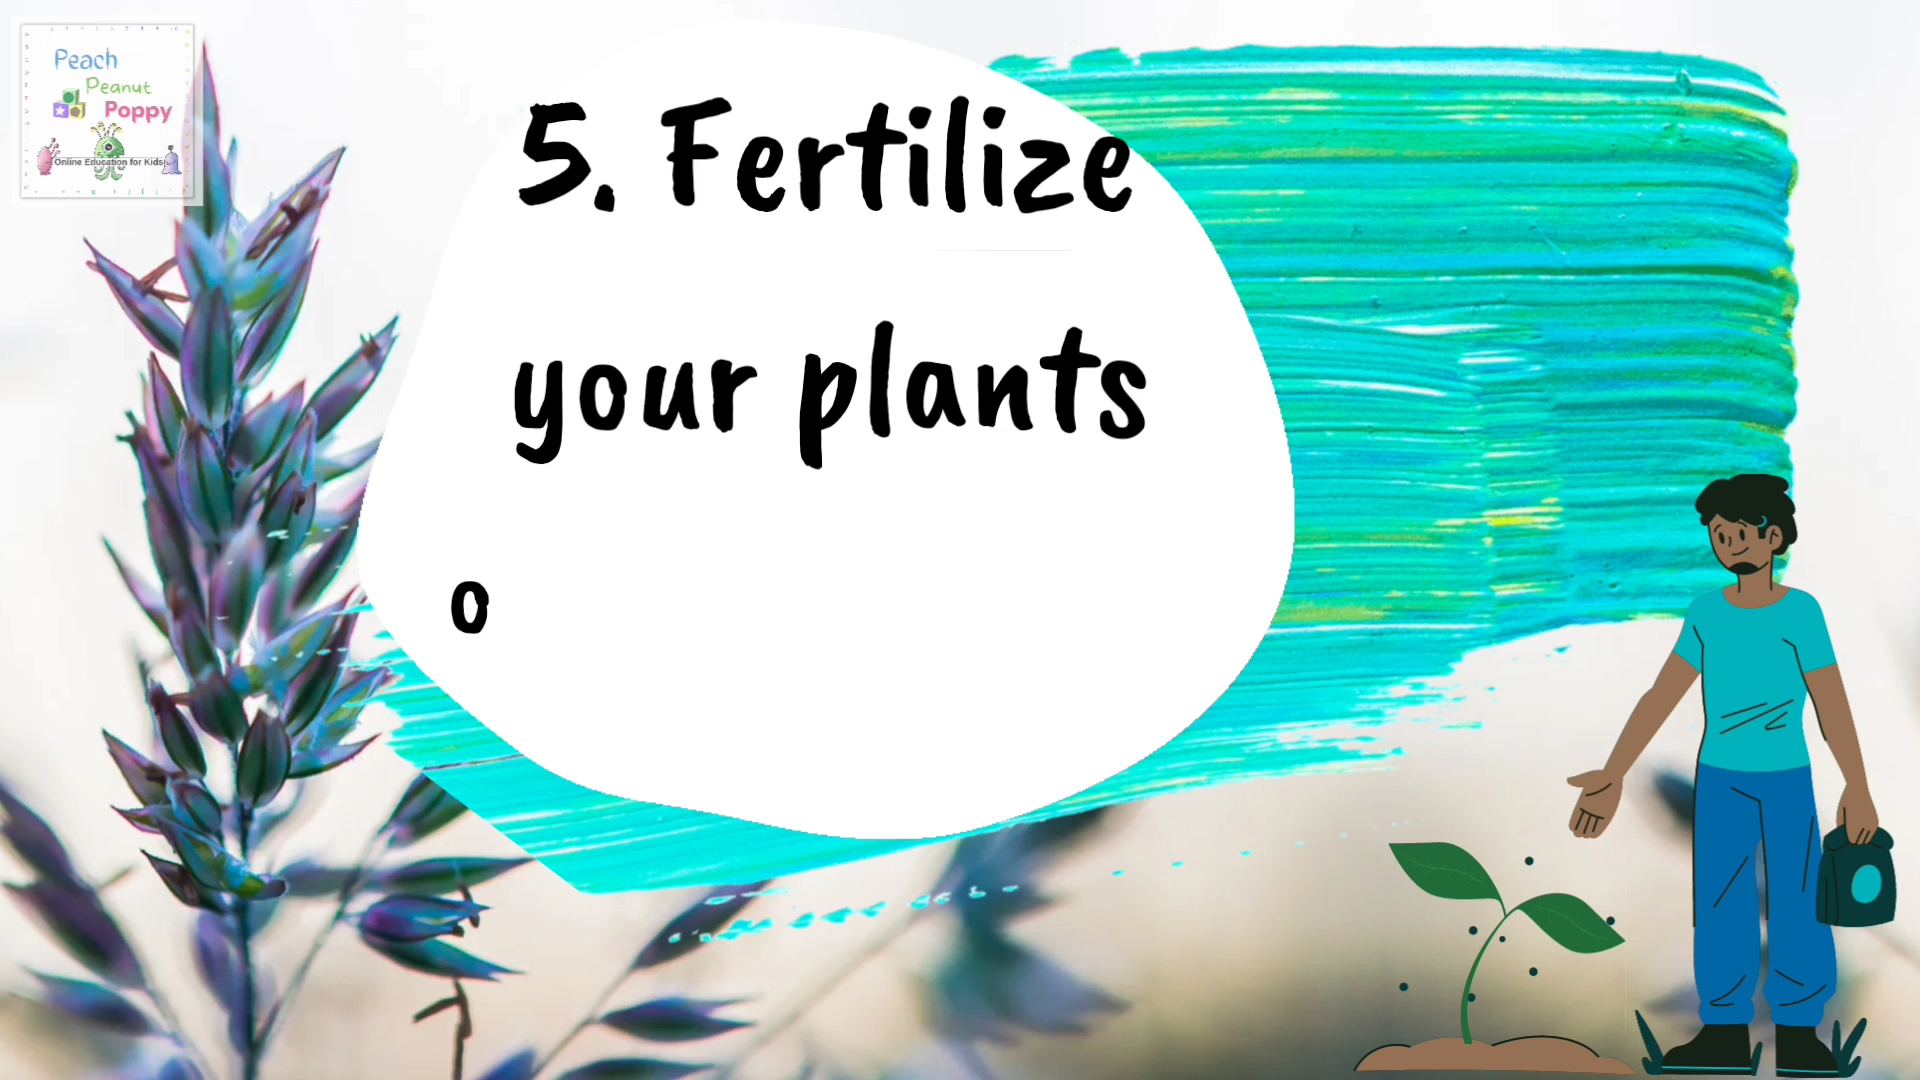 Peach
Peanut
Poppy
Online Education for Kids!
5. Fertilize
your plants
o